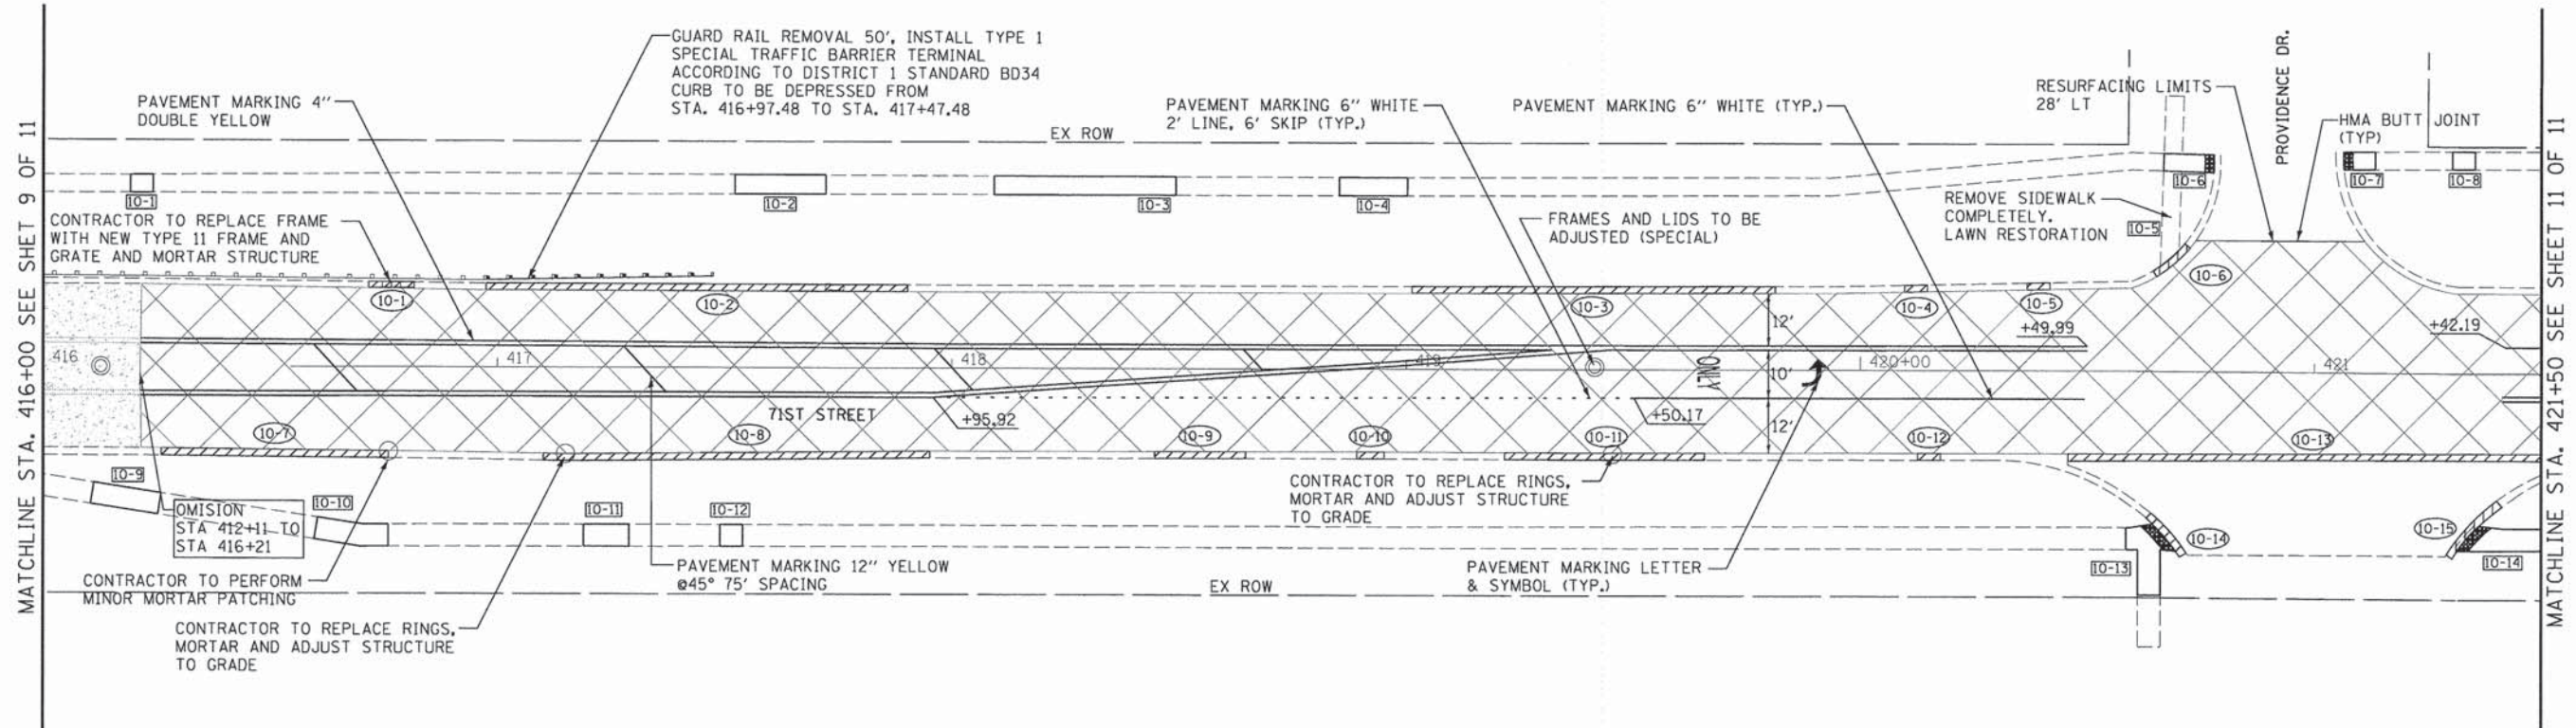 MATCHLINE STA. 416+00 SEE SHEET 9 OF 11
PAVEMENT MARKING 4"
DOUBLE YELLOW
GUARD RAIL REMOVAL 50', INSTALL TYPE 1
SPECIAL TRAFFIC BARRIER TERMINAL
ACCORDING TO DISTRICT 1 STANDARD BD34
CURB TO BE DEPRESSED FROM
STA. 416+97.48 TO STA. 417+47.48
EX ROW
PAVEMENT MARKING 6" WHITE
2' LINE, 6' SKIP (TYP.)
PAVEMENT MARKING 6" WHITE (TYP.)
RESURFACING LIMITS
28' LT
PROVIDENCE DR.
HMA BUTT JOINT
(TYP)
10-1
10-2
10-3
10-4
10-5
10-6
10-7
10-8
CONTRACTOR TO REPLACE FRAME
WITH NEW TYPE 11 FRAME AND
GRATE AND MORTAR STRUCTURE
FRAMES AND LIDS TO BE
ADJUSTED (SPECIAL)
REMOVE SIDEWALK
COMPLETELY.
LAWN RESTORATION
10-1
10-2
10-3
10-4
10-5
10-6
12'
+49.99
+42.19
416
417
418
419
420+00
421
ONLY
10'
71ST STREET
+95.92
+50.17
12'
10-7
10-8
10-9
10-10
10-11
10-12
10-13
10-9
10-10
10-11
10-12
OMISION
STA 412+11 TO
STA 416+21
CONTRACTOR TO REPLACE RINGS,
MORTAR AND ADJUST STRUCTURE
TO GRADE
10-14
10-15
10-13
10-14
CONTRACTOR TO PERFORM
MINOR MORTAR PATCHING
PAVEMENT MARKING 12" YELLOW
@45° 75' SPACING
EX ROW
PAVEMENT MARKING LETTER
& SYMBOL (TYP.)
CONTRACTOR TO REPLACE RINGS,
MORTAR AND ADJUST STRUCTURE
TO GRADE
MATCHLINE STA. 421+50 SEE SHEET 11 OF 11